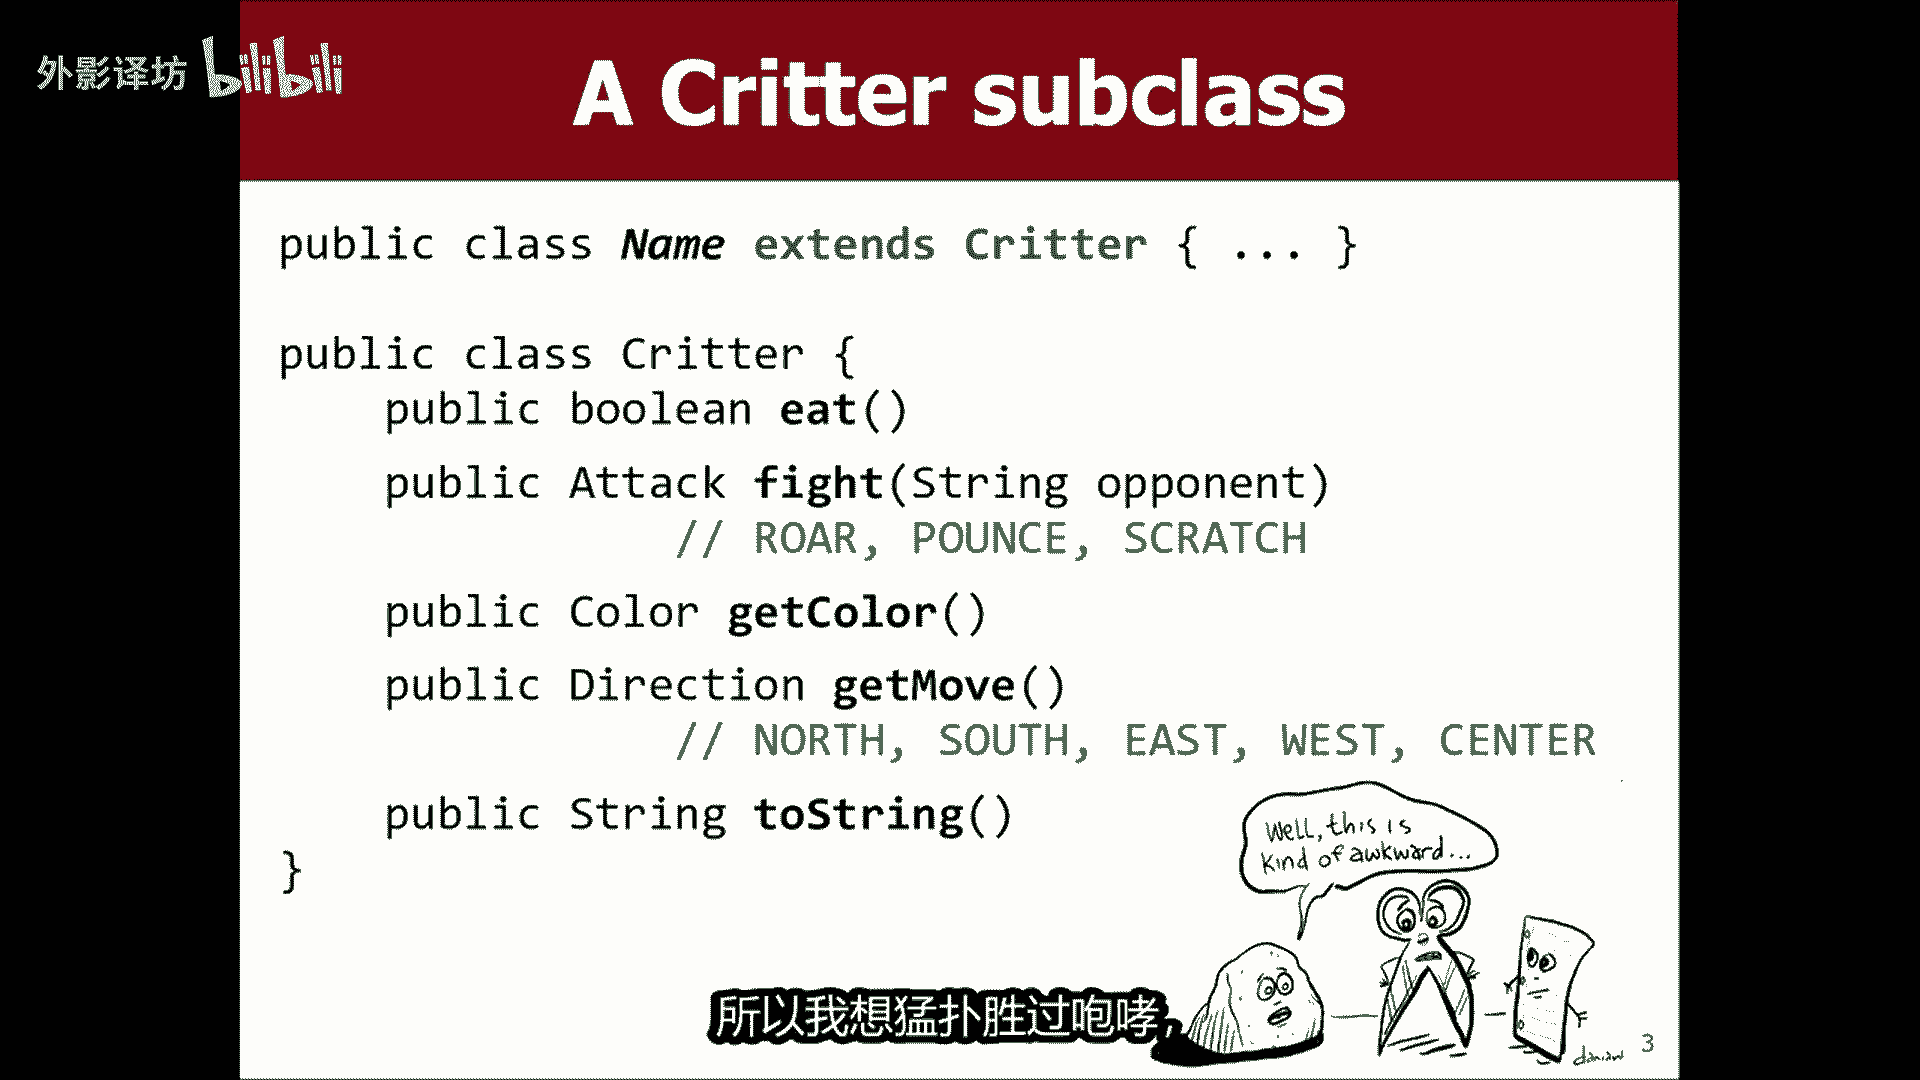 外影译坊 bilibili
A Critter subclass
public class Name extends Critter { ... }
public class Critter {
public boolean eat()
public Attack fight(String opponent)
// ROAR, POUNCE, SCRATCH
public Color getColor()
public Direction getMove()
// NORTH, SOUTH, EAST, WEST, CENTER
public String toString()
}
Well, this is
kind of awkward...
所以我想猛扑胜过咆哮,
3